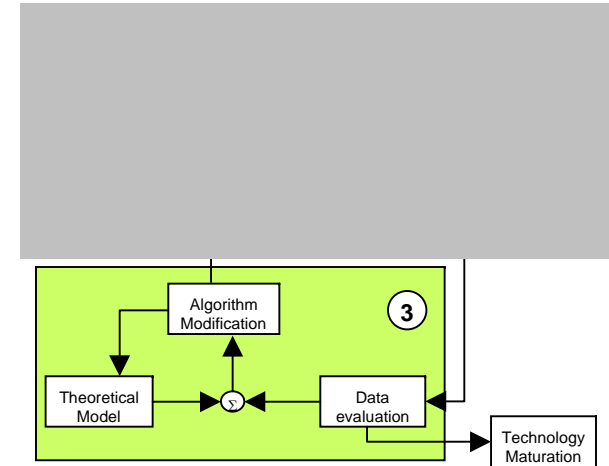 Algorithm
Modification
3
Theoretical
Model
Σ
Data
evaluation
Technology
Maturation